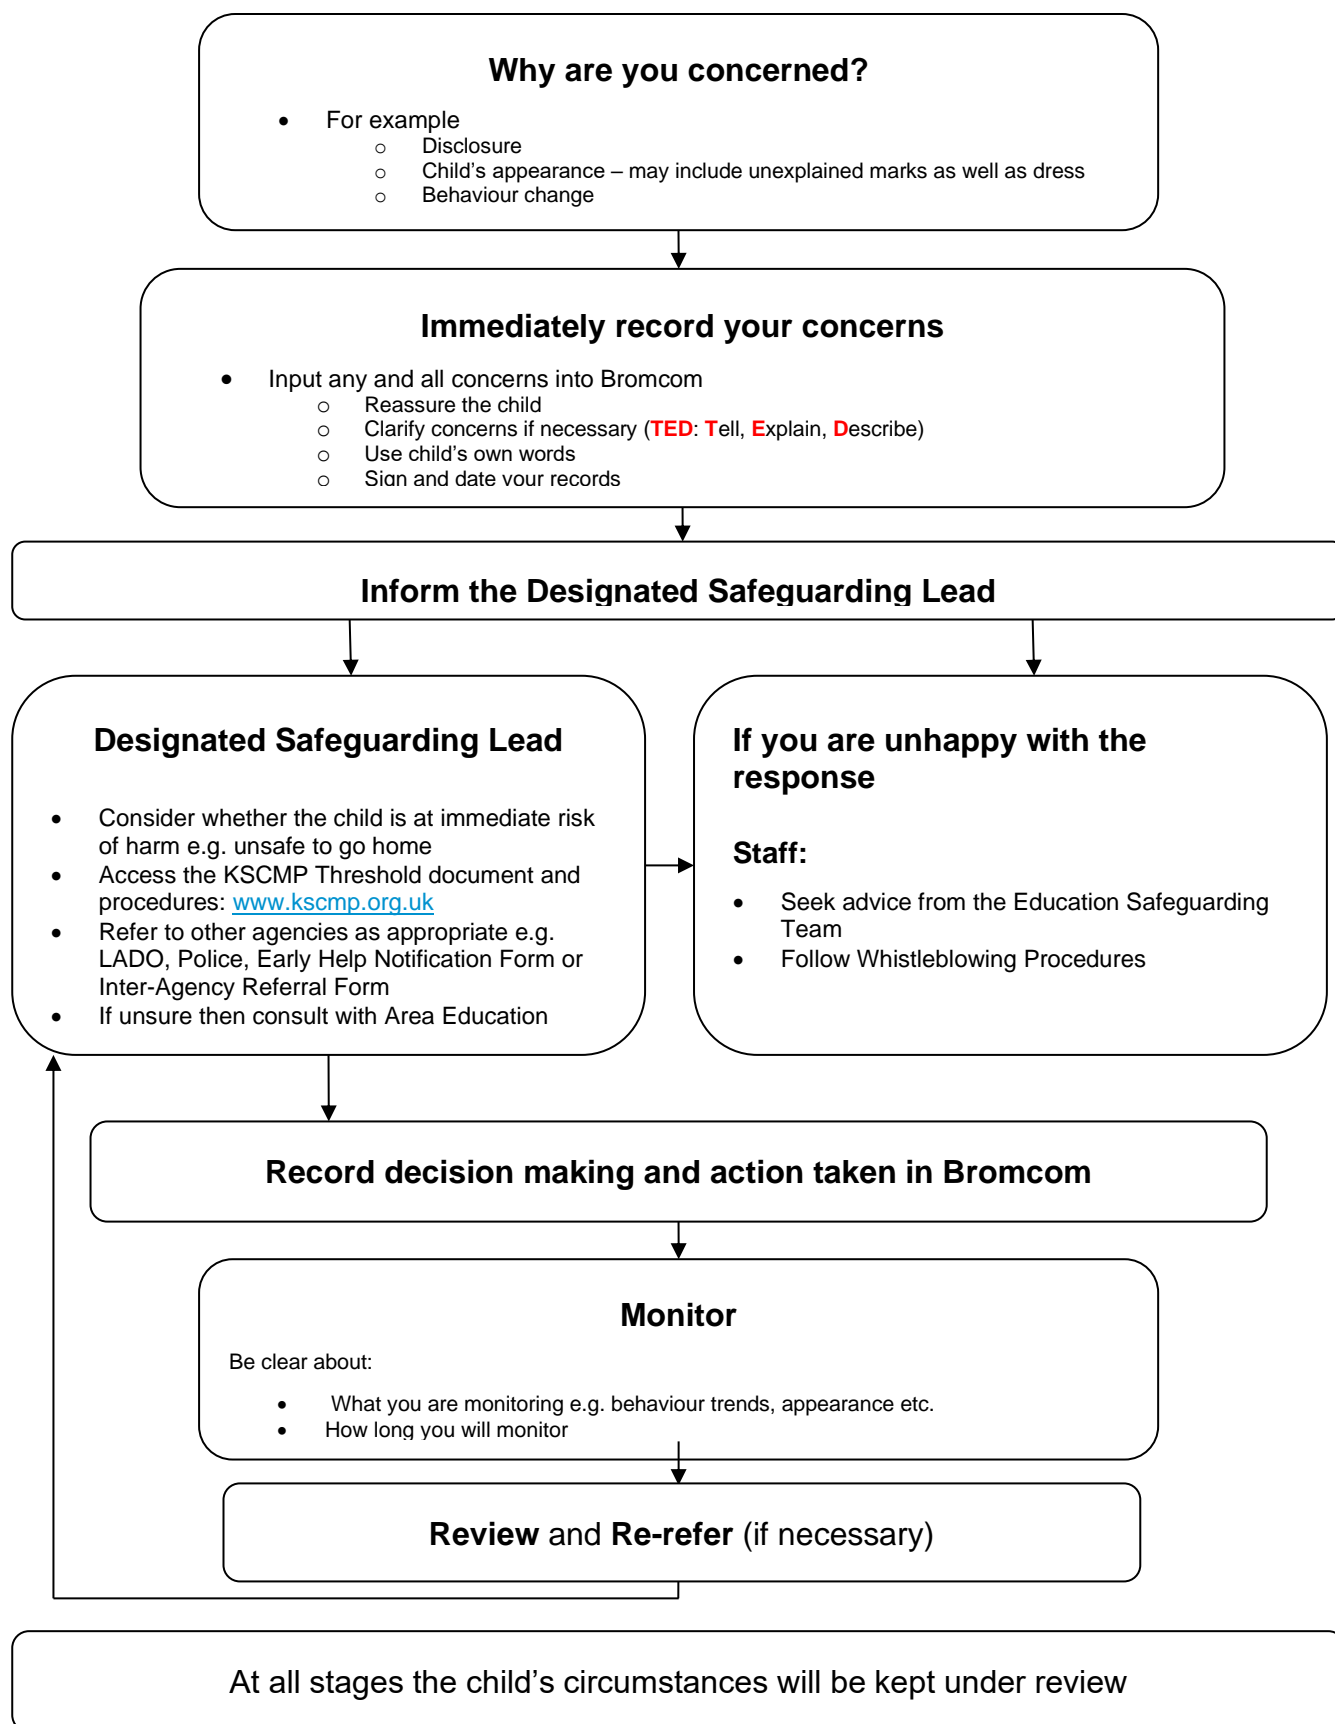 Why are you concerned?
• For example
o Disclosure
o Child’s appearance – may include unexplained marks as well as dress
o Behaviour change
Immediately record your concerns
• Input any and all concerns into Bromcom
o Reassure the child
o Clarify concerns if necessary (TED: Tell, Explain, Describe)
o Use child’s own words
o Sign and date your records
Inform the Designated Safeguarding Lead
Designated Safeguarding Lead
• Consider whether the child is at immediate risk
of harm e.g. unsafe to go home
• Access the KSCMP Threshold document and
procedures: www.kscmp.org.uk
• Refer to other agencies as appropriate e.g.
LADO, Police, Early Help Notification Form or
Inter-Agency Referral Form
• If unsure then consult with Area Education
If you are unhappy with the
response
Staff:
• Seek advice from the Education Safeguarding
Team
• Follow Whistleblowing Procedures
Record decision making and action taken in Bromcom
Monitor
Be clear about:
• What you are monitoring e.g. behaviour trends, appearance etc.
• How long you will monitor
Review and Re-refer (if necessary)
At all stages the child’s circumstances will be kept under review